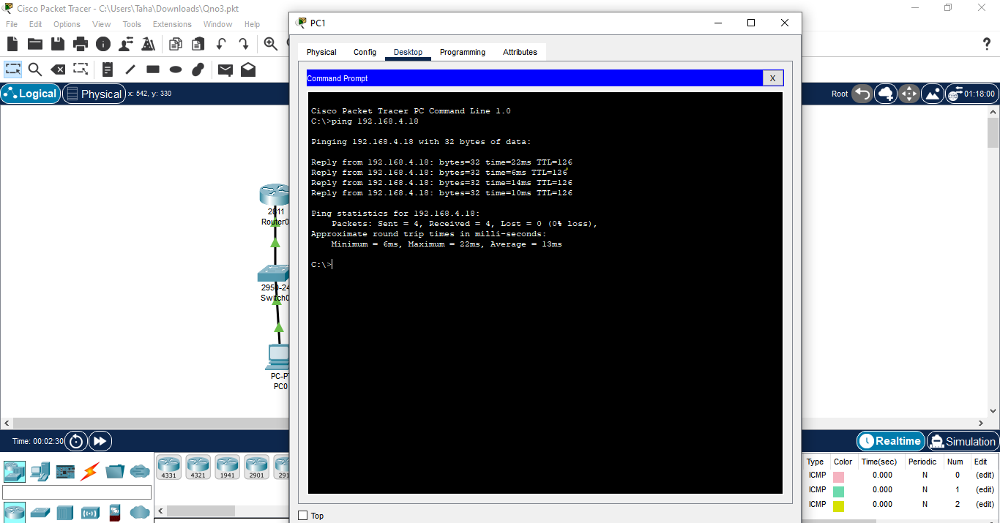 Cisco Packet Tracer - C:\Users\Taha\Downloads\Qno3.pkt
File Edit Options View Tools Extensions Window Help
?
Logical
Physical
x: 542, y: 330
Root
01:18:00
PC1
Physical Config Desktop Programming Attributes
Command Prompt
X
Cisco Packet Tracer PC Command Line 1.0
C:\>ping 192.168.4.18
Pinging 192.168.4.18 with 32 bytes of data:
Reply from 192.168.4.18: bytes=32 time=22ms TTL=126
Reply from 192.168.4.18: bytes=32 time=6ms TTL=126
Reply from 192.168.4.18: bytes=32 time=14ms TTL=126
Reply from 192.168.4.18: bytes=32 time=10ms TTL=126
Ping statistics for 192.168.4.18:
Packets: Sent = 4, Received = 4, Lost = 0 (0% loss),
Approximate round trip times in milli-seconds:
Minimum = 6ms, Maximum = 22ms, Average = 13ms
C:\>
Top
2811
Router0
2950-24
Switch0
PC-PT
PC0
Time: 00:02:30
4331 4321 1941 2901 291
Realtime
Simulation
Type Color Time(sec) Periodic Num Edit
ICMP 0.000 N 0 (edit)
ICMP 0.000 N 1 (edit)
ICMP 0.000 N 2 (edit)